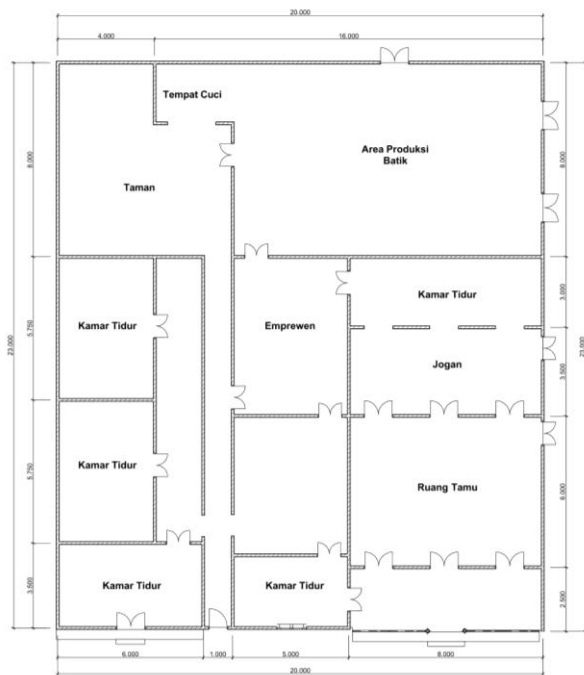 20.000
4.000
16.000
Tempat Cuci
Area Produksi
Batik
8.000
8.000
Taman
Kamar Tidur
3.000
Kamar Tidur
Emprewen
5.750
23.000
23.000
Jogan
3.500
Kamar Tidur
5.750
Ruang Tamu
6.000
Kamar Tidur
Kamar Tidur
3.500
2.500
6.000
1.000
5.000
8.000
20.000